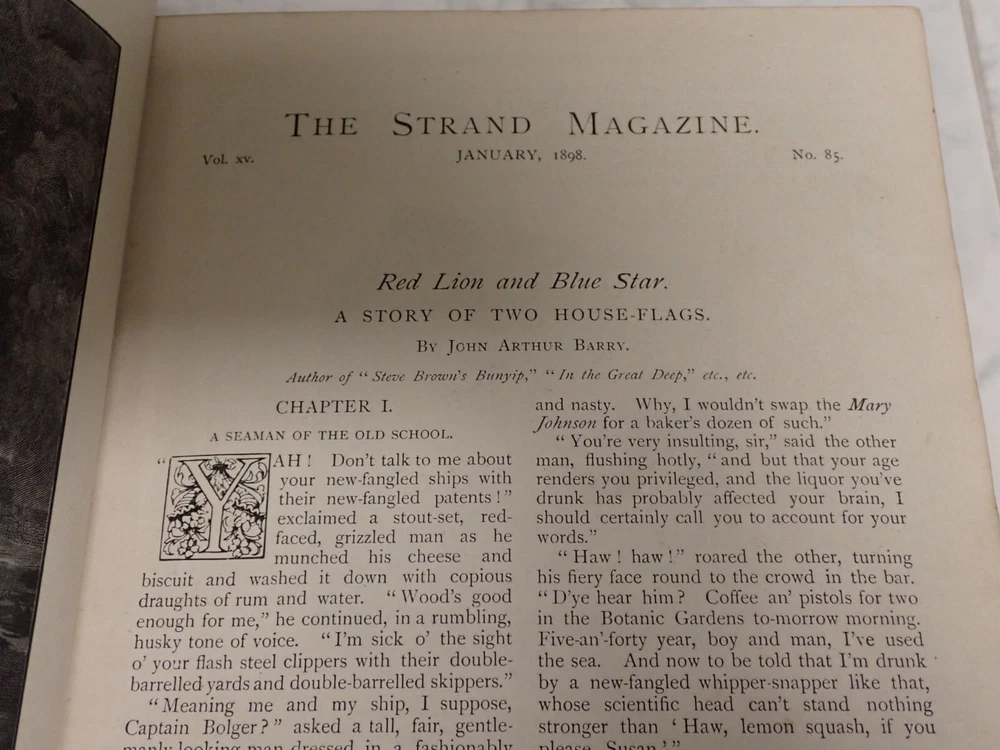 THE STRAND MAGAZINE.
Vol. xv. JANUARY, 1898. No. 85.
Red Lion and Blue Star.
A STORY OF TWO HOUSE-FLAGS.
BY JOHN ARTHUR BARRY.
Author of "Steve Brown's Bunyip," "In the Great Deep," etc., etc.
CHAPTER I.
A SEAMAN OF THE OLD SCHOOL.
"YAH! Don't talk to me about
your new-fangled ships with
their new-fangled patents!"
exclaimed a stout-set, red-
faced, grizzled man as he
munched his cheese and
biscuit and washed it down with copious
draughts of rum and water. "Wood's good
enough for me," he continued, in a rumbling,
husky tone of voice. "I'm sick o' the sight
o' your flash steel clippers with their double-
barrelled yards and double-barrelled skippers."
"Meaning me and my ship, I suppose,
Captain Bolger?" asked a tall, fair, gentle-
manly-looking man dressed in a fashionably
and nasty. Why, I wouldn't swap the Mary
Johnson for a baker's dozen of such."
"You're very insulting, sir," said the other
man, flushing hotly, "and but that your age
renders you privileged, and the liquor you've
drunk has probably affected your brain, I
should certainly call you to account for your
words."
"Haw! haw!" roared the other, turning
his fiery face round to the crowd in the bar.
"D'ye hear him? Coffee an' pistols for two
in the Botanic Gardens to-morrow morning.
Five-an'-forty year, boy and man, I've used
the sea. And now to be told that I'm drunk
by a new-fangled whipper-snapper like that,
whose scientific head can't stand nothing
stronger than 'Haw, lemon squash, if you
please, Susan'"